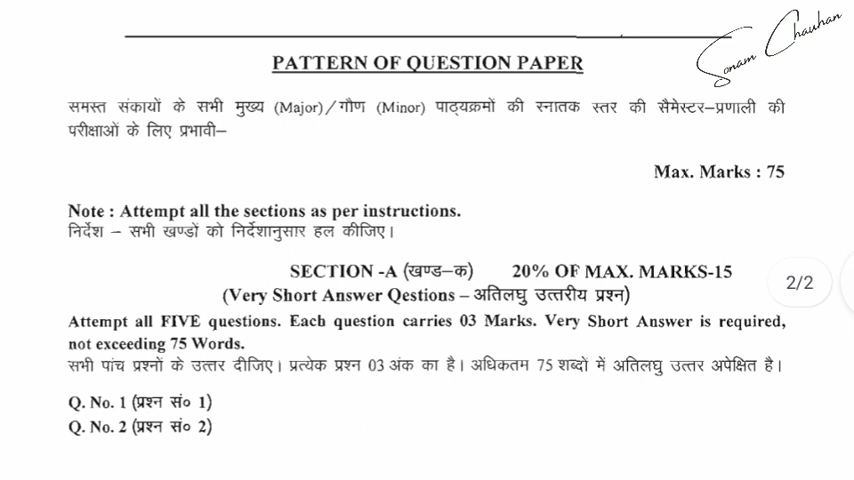 Sonam Chauhan
PATTERN OF QUESTION PAPER
समस्त संकायों के सभी मुख्य (Major)/गौण (Minor) पाठ्यक्रमों की स्नातक स्तर की सैमेस्टर–प्रणाली की
परीक्षाओं के लिए प्रभावी–
Max. Marks : 75
Note : Attempt all the sections as per instructions.
निर्देश – सभी खण्डों को निर्देशानुसार हल कीजिए।
SECTION -A (खण्ड–क) 20% OF MAX. MARKS-15
2/2
(Very Short Answer Qestions – अतिलघु उत्तरीय प्रश्न)
Attempt all FIVE questions. Each question carries 03 Marks. Very Short Answer is required,
not exceeding 75 Words.
सभी पांच प्रश्नों के उत्तर दीजिए। प्रत्येक प्रश्न 03 अंक का है। अधिकतम 75 शब्दों में अतिलघु उत्तर अपेक्षित है।
Q. No. 1 (प्रश्न सं० 1)
Q. No. 2 (प्रश्न सं० 2)